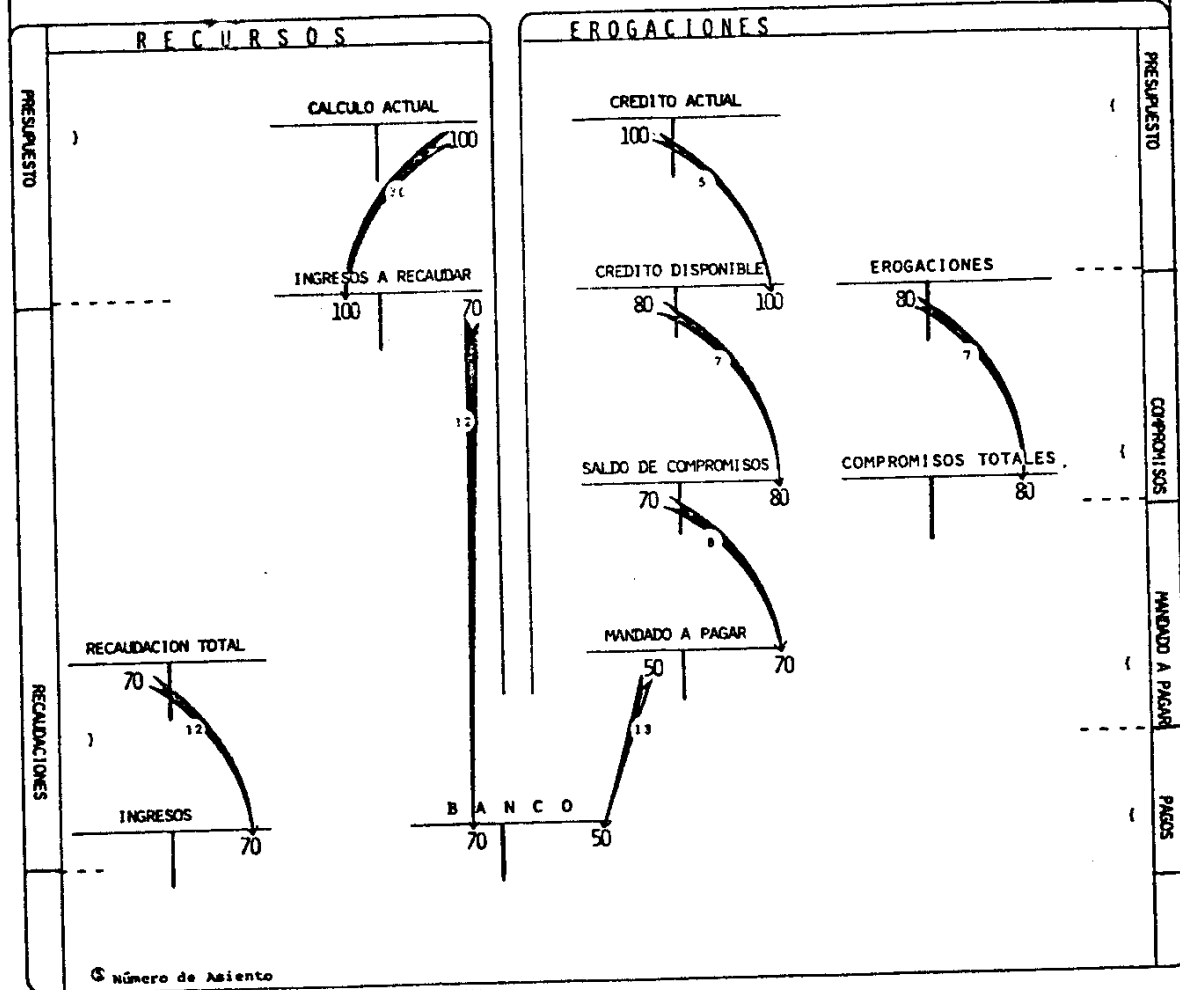 RECURSOS
EROGACIONES
PRESUPUESTO
RECAUDACIONES
CALCULO ACTUAL
100
INGRESOS A RECAUDAR
100 70
12
RECAUDACION TOTAL
70
12
INGRESOS
70
BANCO
70 50
CREDITO ACTUAL
100
5
CREDITO DISPONIBLE
80 100
7
SALDO DE COMPROMISOS
70 80
8
MANDADO A PAGAR
50 70
13
EROGACIONES
80
7
COMPROMISOS TOTALES
80
PRESUPUESTO
COMPROMISOS
MANDADO A PAGAR
PAGOS
Número de Asiento